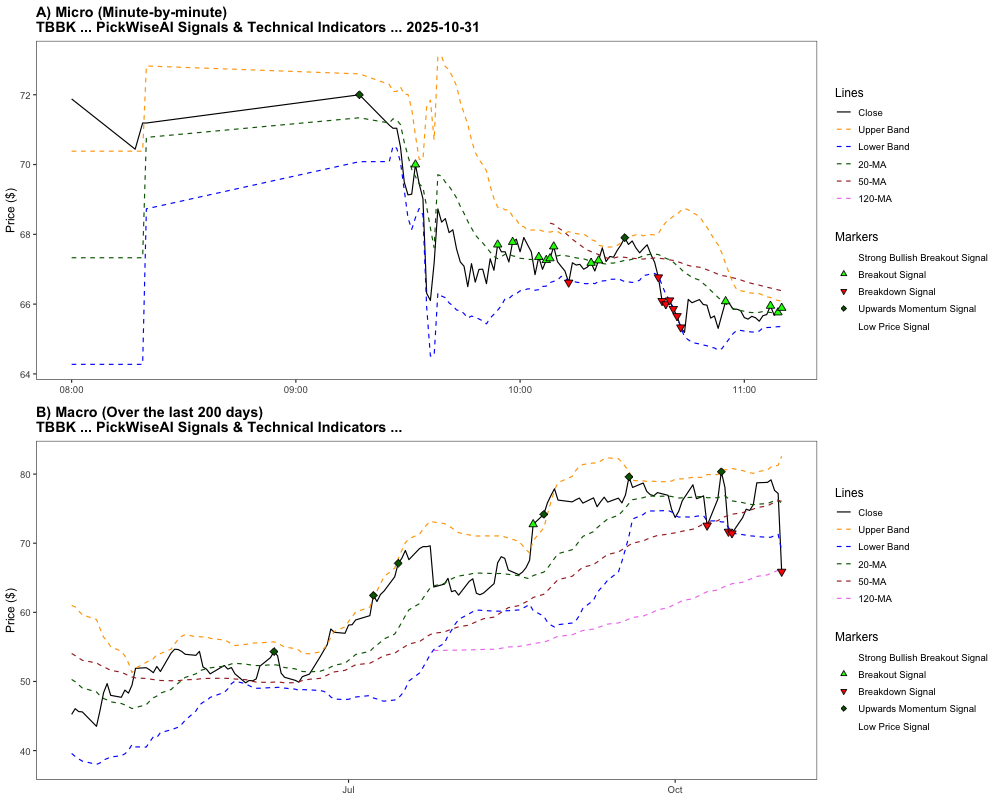 A) Micro (Minute-by-minute)
TBBK ... PickWiseAI Signals & Technical Indicators ... 2025-10-31
Price ($)
72
70
68
66
64
08:00
09:00
10:00
11:00
Lines
Close
Upper Band
Lower Band
20-MA
50-MA
120-MA
Markers
Strong Bullish Breakout Signal
Breakout Signal
Breakdown Signal
Upwards Momentum Signal
Low Price Signal
B) Macro (Over the last 200 days)
TBBK ... PickWiseAI Signals & Technical Indicators ...
Price ($)
80
70
60
50
40
Jul
Oct
Lines
Close
Upper Band
Lower Band
20-MA
50-MA
120-MA
Markers
Strong Bullish Breakout Signal
Breakout Signal
Breakdown Signal
Upwards Momentum Signal
Low Price Signal